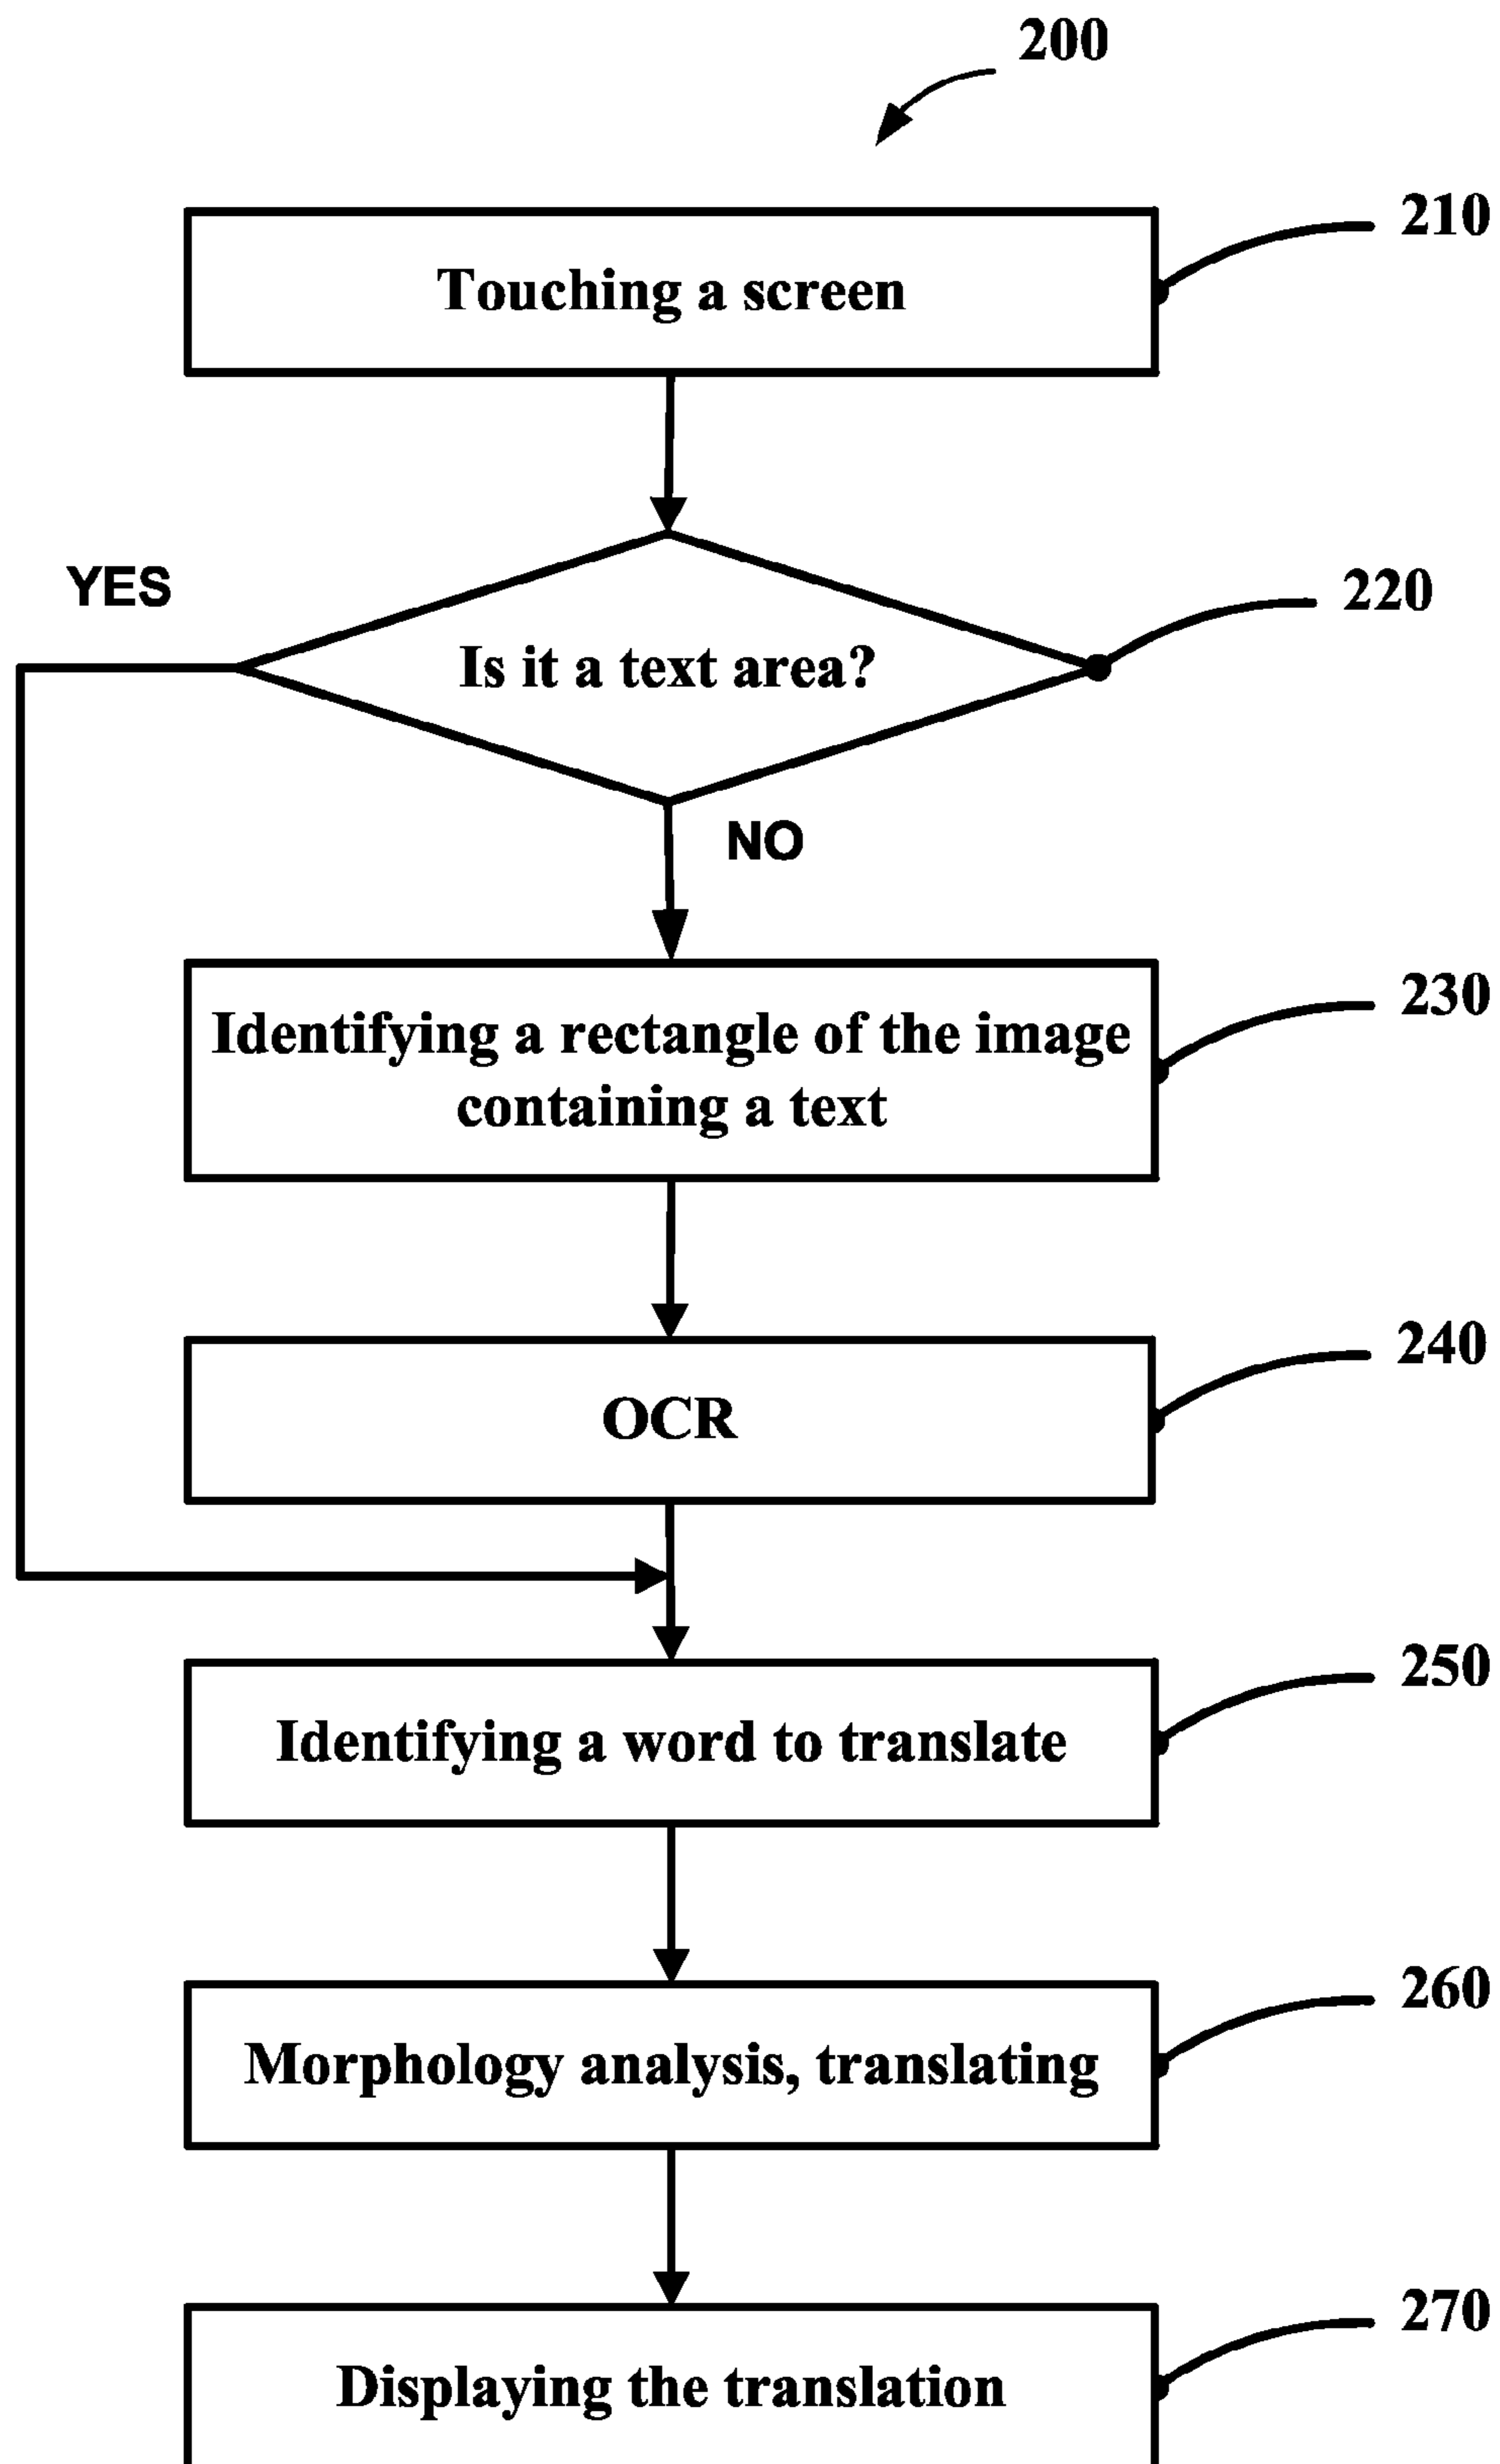 200
Touching a screen
210
YES
Is it a text area?
220
NO
Identifying a rectangle of the image
containing a text
230
OCR
240
Identifying a word to translate
250
Morphology analysis, translating
260
Displaying the translation
270